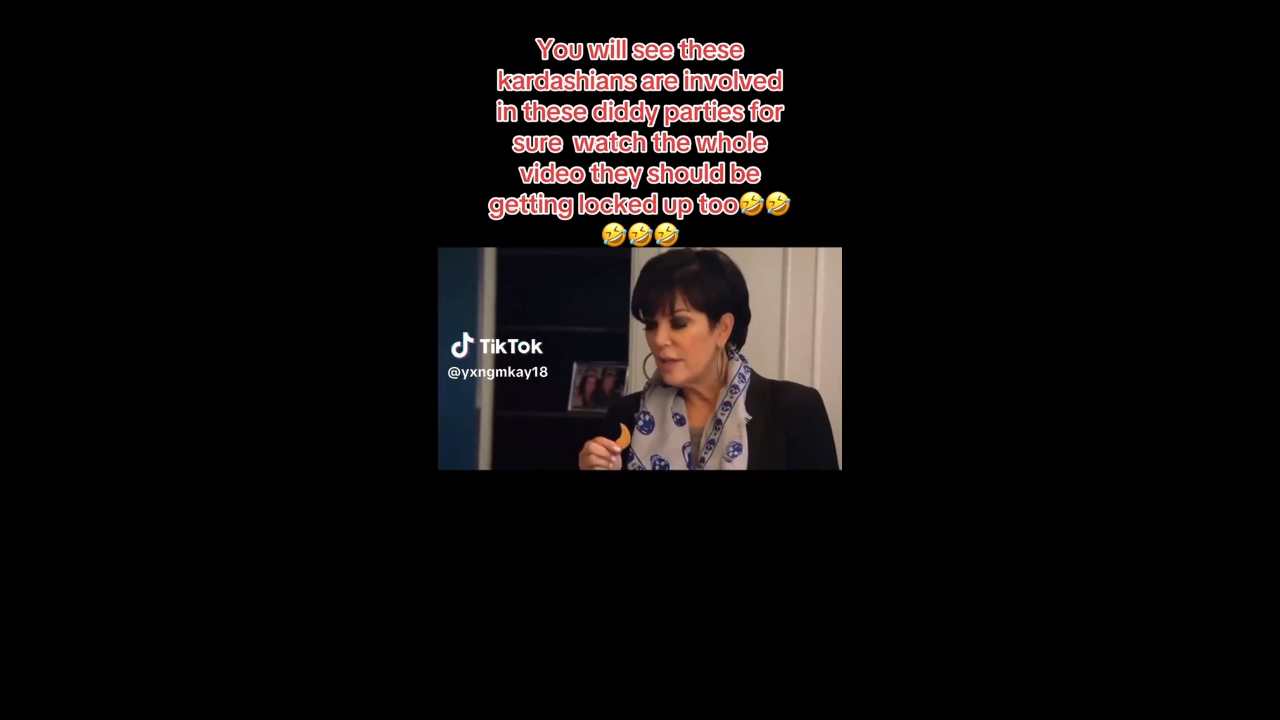 You will see these
kardashians are involved
in these diddy parties for
sure watch the whole
video they should be
getting locked up too🤣🤣
🤣🤣🤣
TikTok
@yxngmkay18